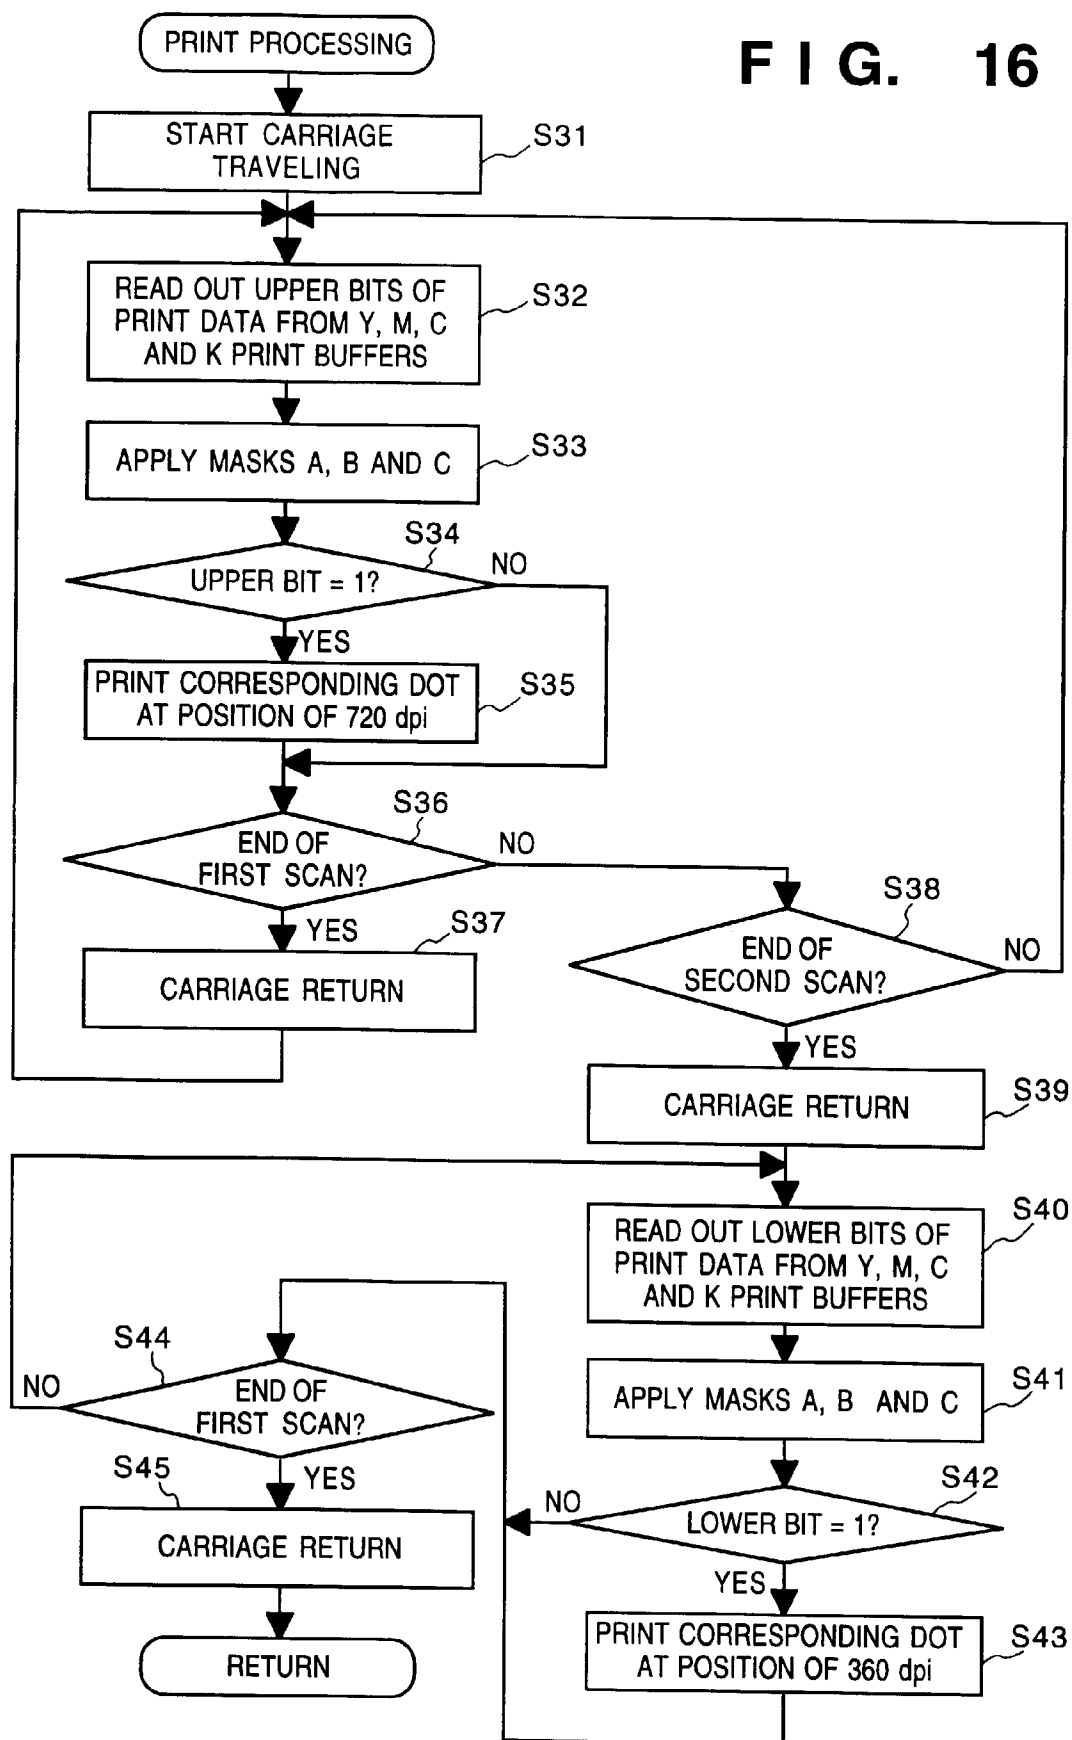 FIG. 16
PRINT PROCESSING
START CARRIAGE
TRAVELING
S31
READ OUT UPPER BITS OF
PRINT DATA FROM Y, M, C
AND K PRINT BUFFERS
S32
APPLY MASKS A, B AND C
S33
S34
UPPER BIT = 1?
NO
YES
PRINT CORRESPONDING DOT
AT POSITION OF 720 dpi
S35
S36
END OF
FIRST SCAN?
NO
YES
S37
CARRIAGE RETURN
S38
END OF
SECOND SCAN?
NO
YES
CARRIAGE RETURN
S39
READ OUT LOWER BITS OF
PRINT DATA FROM Y, M, C
AND K PRINT BUFFERS
S40
APPLY MASKS A, B AND C
S41
S42
LOWER BIT = 1?
NO
YES
PRINT CORRESPONDING DOT
AT POSITION OF 360 dpi
S43
S44
END OF
FIRST SCAN?
NO
YES
S45
CARRIAGE RETURN
RETURN